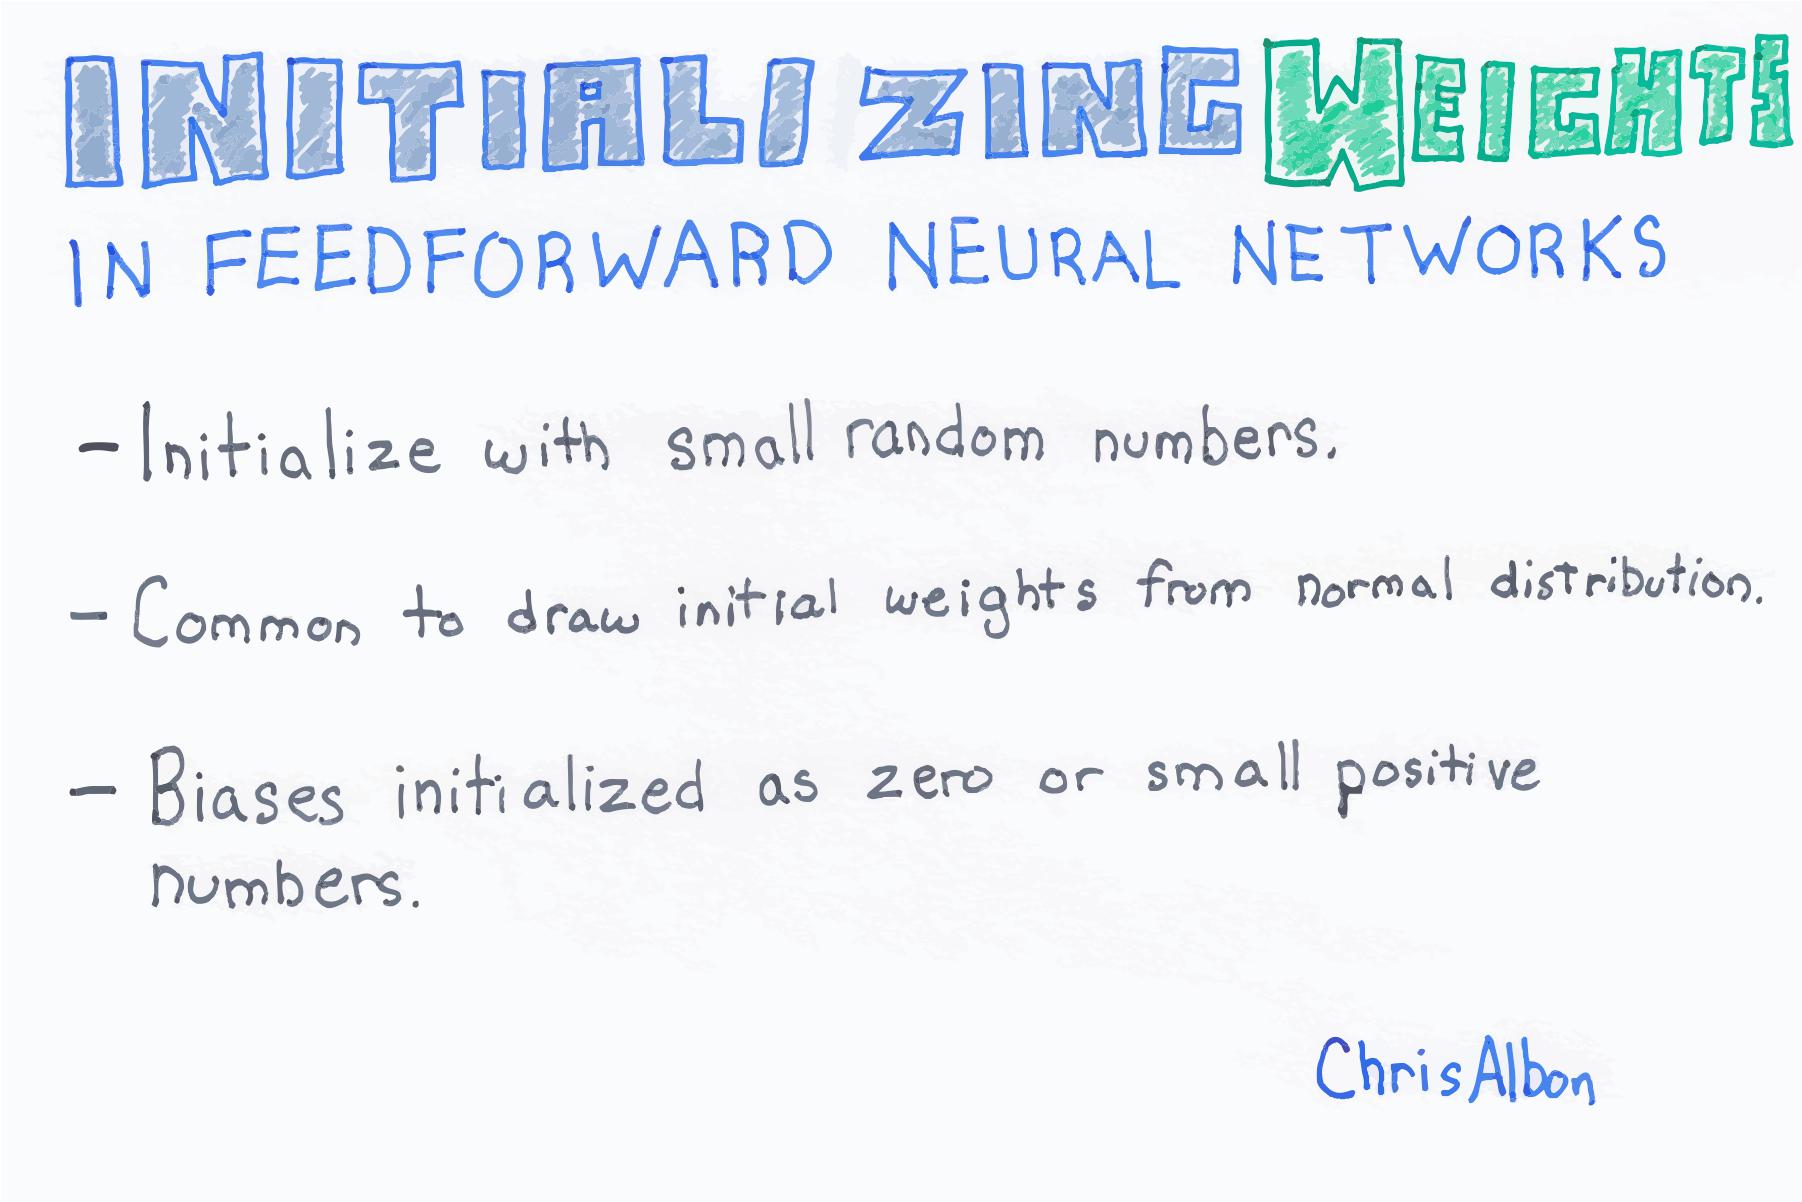 INITIALIZING WEIGHTS
IN FEEDFORWARD NEURAL NETWORKS
- Initialize with small random numbers.
- Common to draw initial weights from normal distribution.
- Biases initialized as zero or small positive
numbers.
Chris Albon